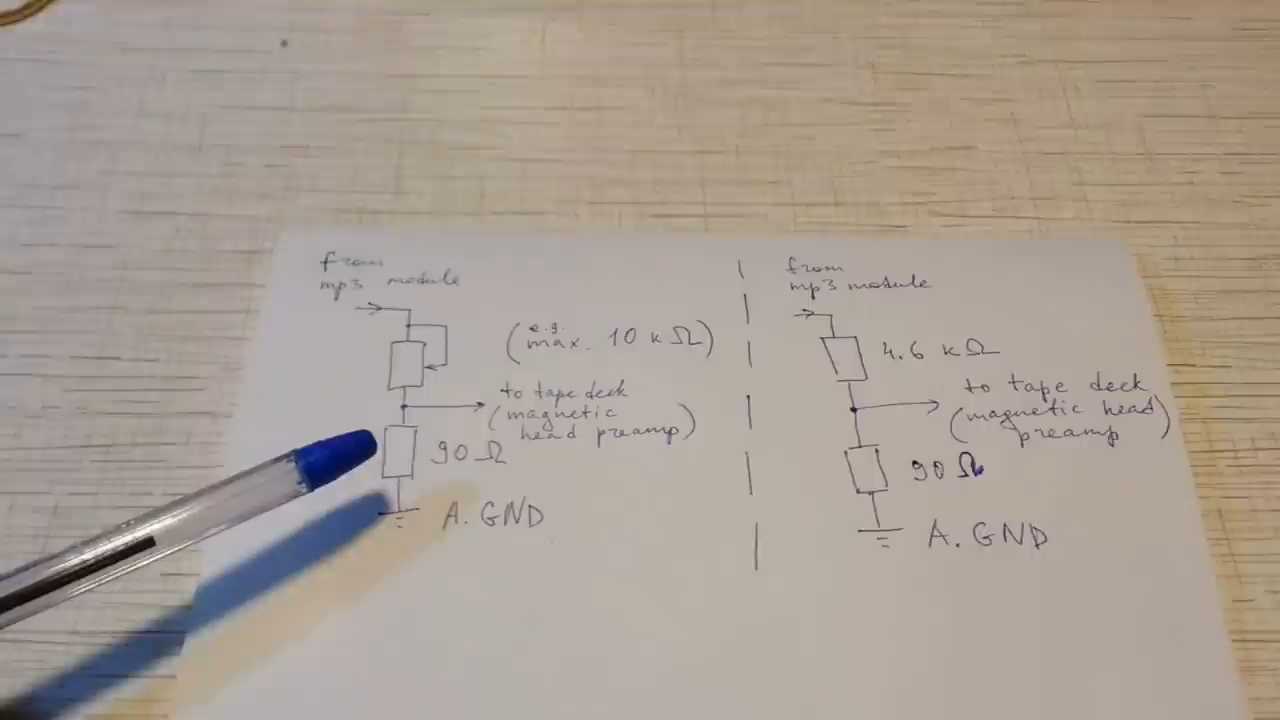 from
mp3 module
(e.g.
max. 10 kΩ)
to tape deck
(magnetic
head preamp)
90 Ω
A. GND
from
mp3 module
4.6 kΩ
to tape deck
(magnetic head
preamp)
90 Ω
A. GND